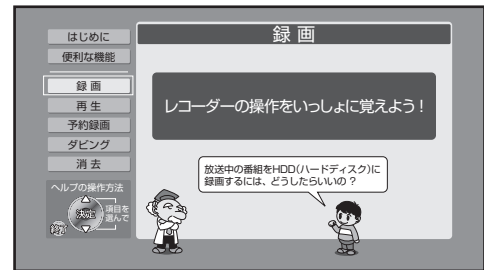 はじめに
便利な機能
録画
再生
予約録画
ダビング
消去
ヘルプの操作方法
決定
項目を
選んで
録画
レコーダーの操作をいっしょに覚えよう!
放送中の番組をHDD(ハードディスク)に
録画するには、どうしたらいいの?